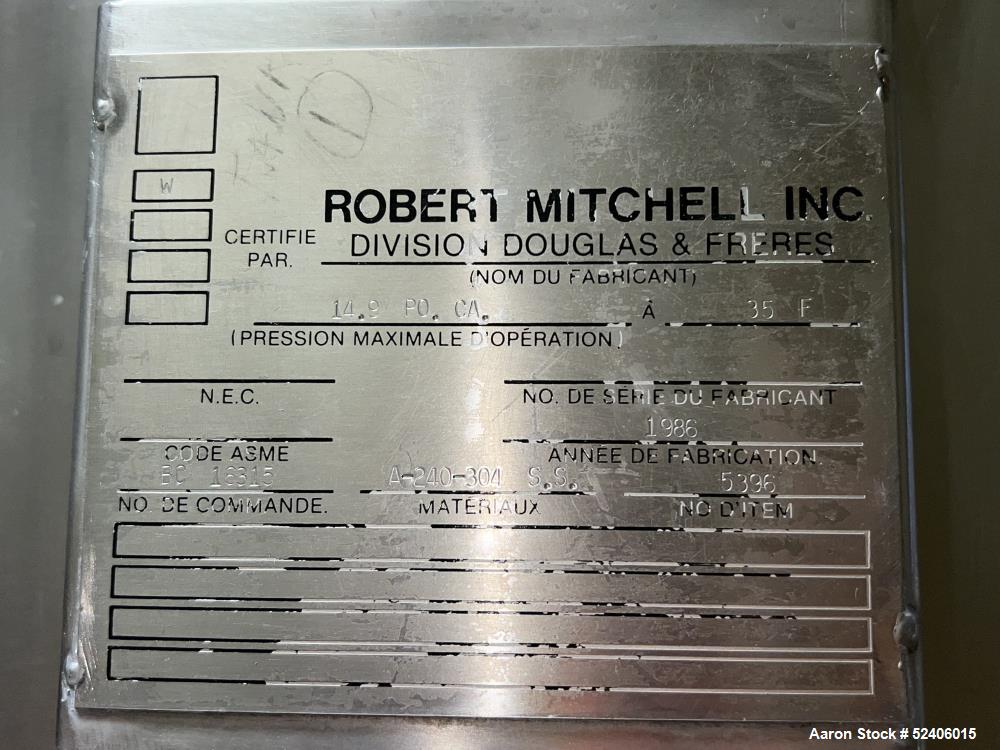 W
ROBERT MITCHELL INC.
CERTIFIE PAR.
DIVISION DOUGLAS & FRERES
(NOM DU FABRICANT)
14.9 PO. CA. À 35 F
(PRESSION MAXIMALE D'OPÉRATION)
N.E.C. NO. DE SÉRIE DU FABRICANT
1986
CODE ASME ANNÉE DE FABRICATION
BC 16315 A-240-304 S.S. 5396
NO. DE COMMANDE. MATÉRIAUX NO D'ITEM
Aaron Stock # 52406015